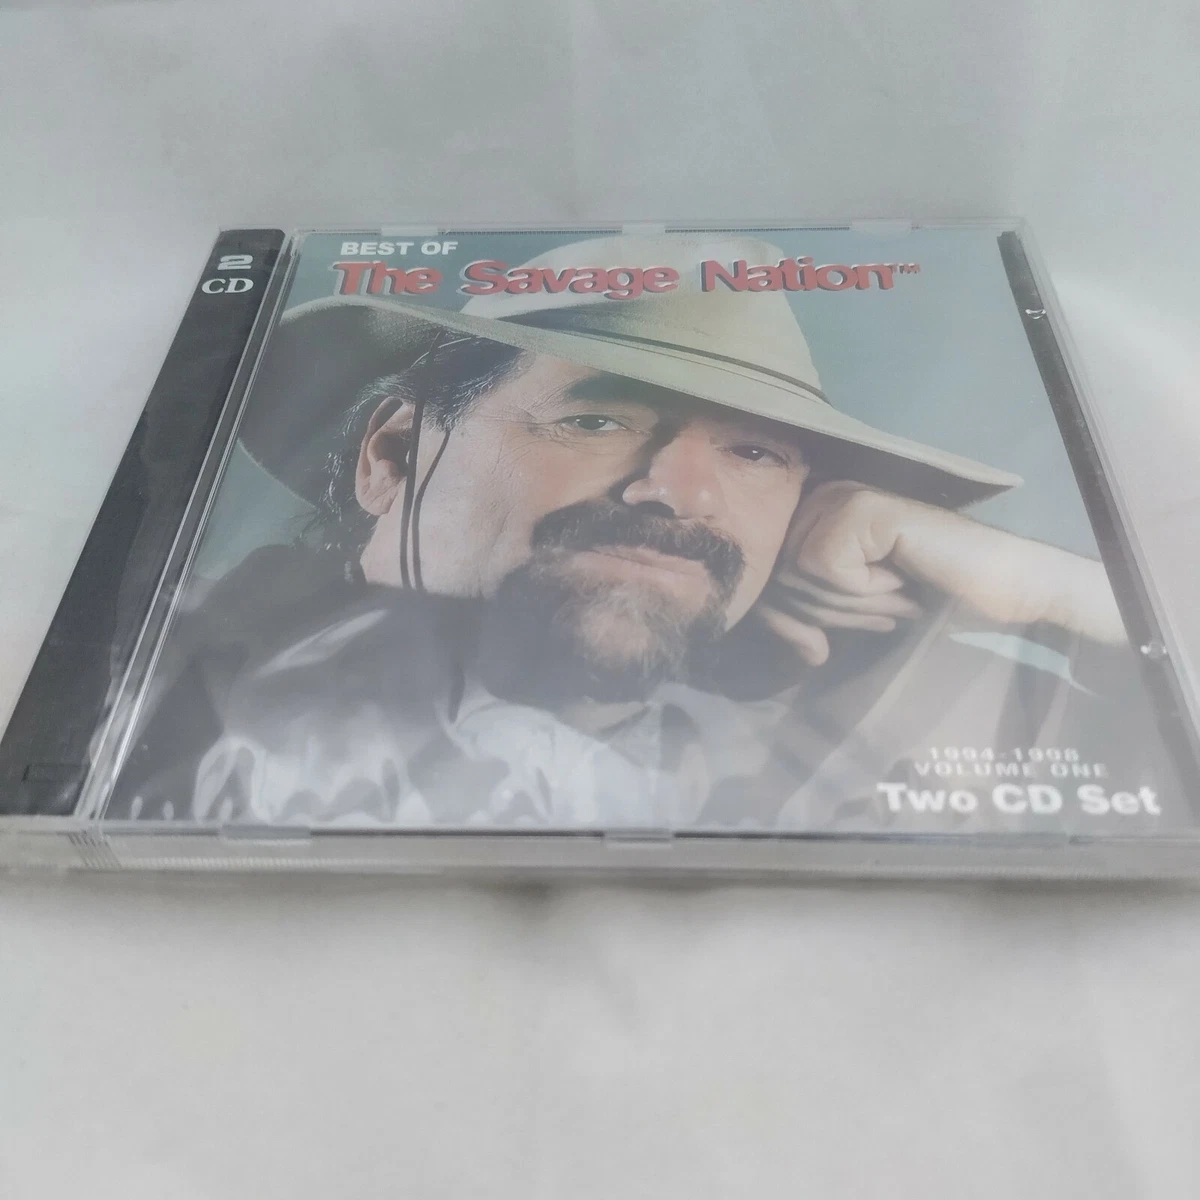 2
CD
BEST OF
The Savage Nation™
1994-1998
VOLUME ONE
Two CD Set